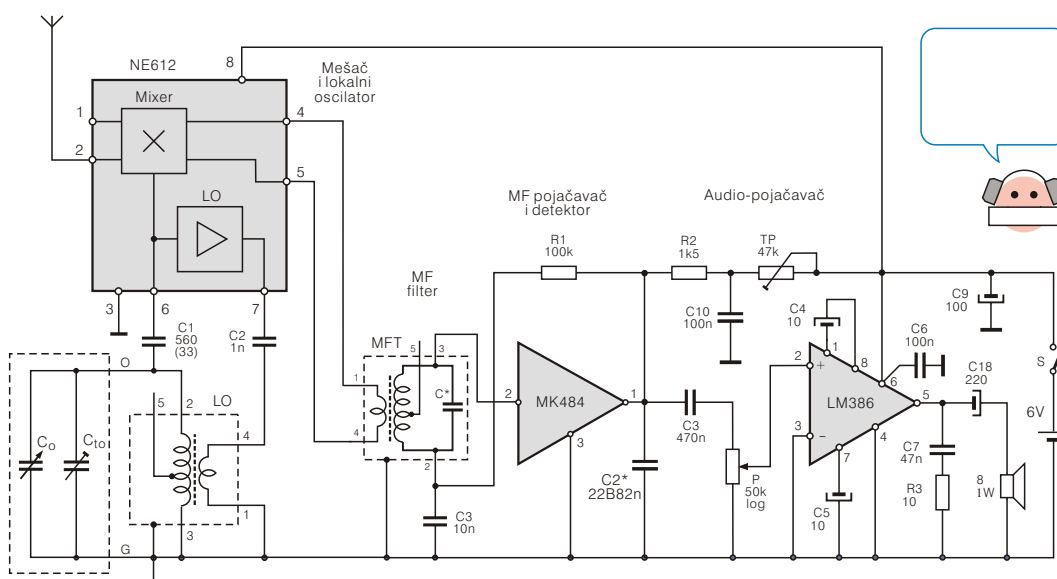 NE612
8
Mešač
i lokalni
oscilator
Mixer
1
2
4
5
LO
3
6
7
C1
560
(33)
C2
1n
O
5
2
LO
4
Co
Cto
3
1
G
MF
filter
MFT
5
3
1
C*
4
2
C3
10n
MF pojačavač
i detektor
R1
100k
2
MK484
1
3
C2*
22B82n
Audio-pojačavač
R2
1k5
TP
47k
C10
100n
C3
470n
P
50k
log
C4
10
1
8
2
+
LM386
3
–
6
5
7
4
C5
10
C6
100n
C9
100
C18
220
C7
47n
R3
10
8
1W
S
6V